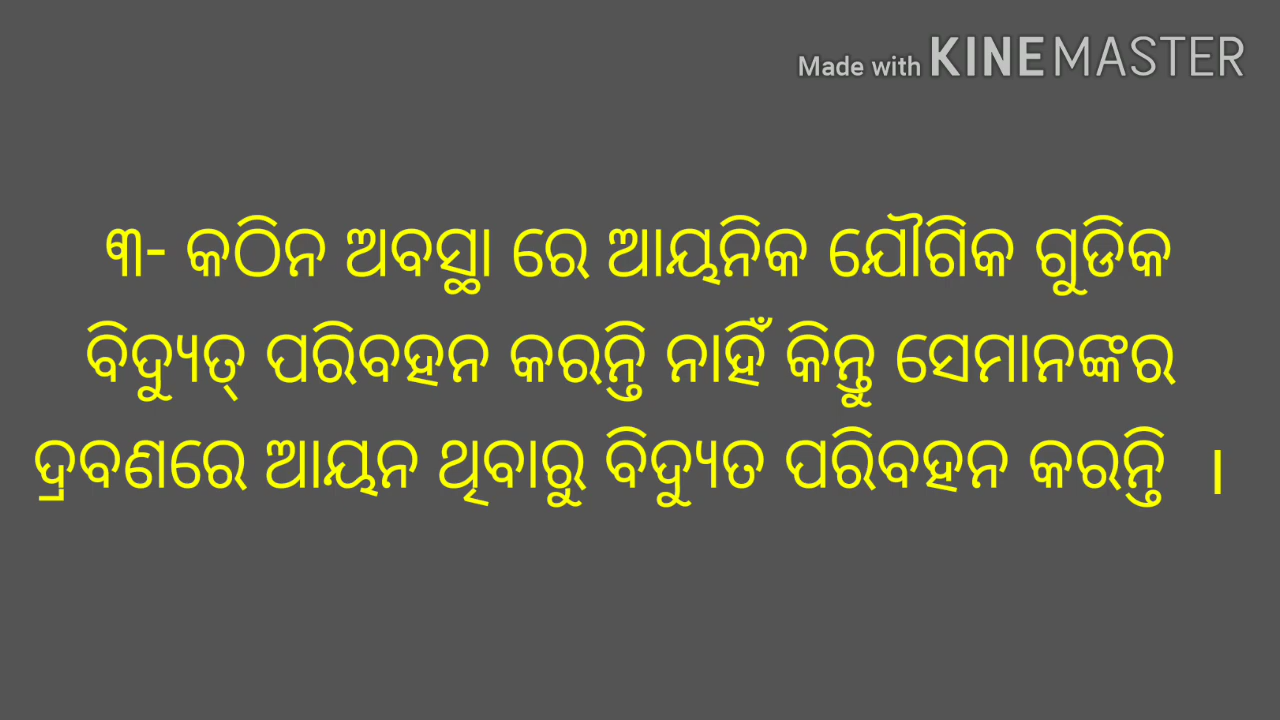 Made with KINEMASTER
୩- କଠିନ ଅବସ୍ଥା ରେ ଆୟନିକ ଯୌଗିକ ଗୁଡିକ
ବିଦ୍ୟୁତ୍ ପରିବହନ କରନ୍ତି ନାହିଁ କିନ୍ତୁ ସେମାନଙ୍କର
ଦ୍ରବଣରେ ଆୟନ ଥିବାରୁ ବିଦ୍ୟୁତ ପରିବହନ କରନ୍ତି ।